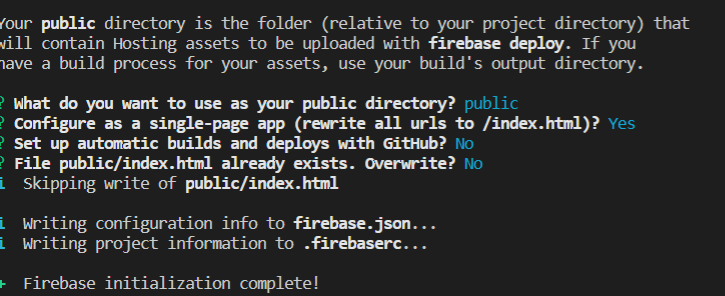 Your public directory is the folder (relative to your project directory) that
will contain Hosting assets to be uploaded with firebase deploy. If you
have a build process for your assets, use your build's output directory.
? What do you want to use as your public directory? public
? Configure as a single-page app (rewrite all urls to /index.html)? Yes
? Set up automatic builds and deploys with GitHub? No
? File public/index.html already exists. Overwrite? No
i Skipping write of public/index.html
i Writing configuration info to firebase.json...
i Writing project information to .firebaserc...
+ Firebase initialization complete!